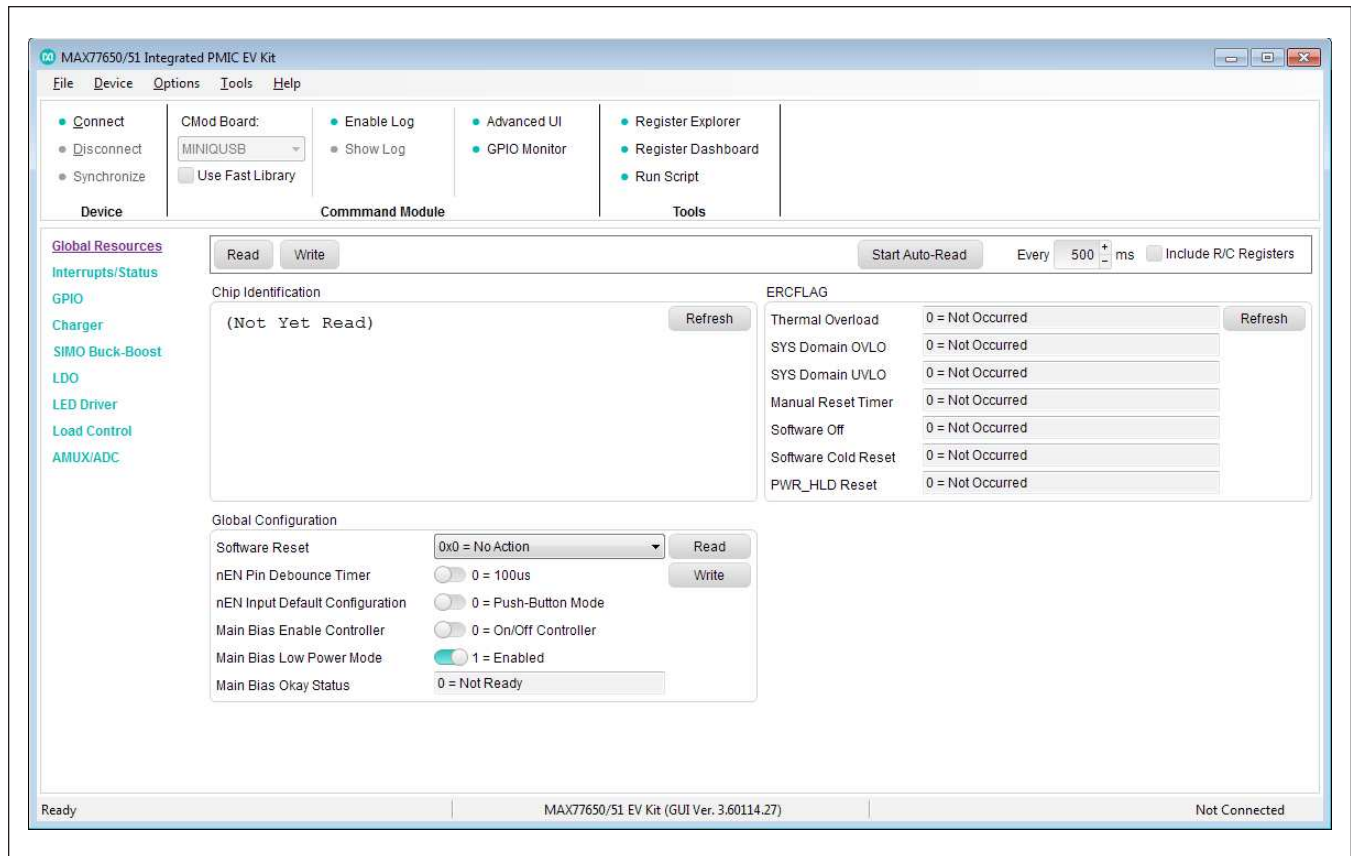 MAX77650/51 Integrated PMIC EV Kit
File Device Options Tools Help
Connect
Disconnect
Synchronize
Device
CMod Board:
MINIQUSB
Use Fast Library
Enable Log
Show Log
Advanced UI
GPIO Monitor
Commmand Module
Register Explorer
Register Dashboard
Run Script
Tools
Global Resources
Interrupts/Status
GPIO
Charger
SIMO Buck-Boost
LDO
LED Driver
Load Control
AMUX/ADC
Read Write Start Auto-Read Every 500 + - ms Include R/C Registers
Chip Identification
(Not Yet Read) Refresh
ERCFLAG
Thermal Overload 0 = Not Occurred Refresh
SYS Domain OVLO 0 = Not Occurred
SYS Domain UVLO 0 = Not Occurred
Manual Reset Timer 0 = Not Occurred
Software Off 0 = Not Occurred
Software Cold Reset 0 = Not Occurred
PWR_HLD Reset 0 = Not Occurred
Global Configuration
Software Reset 0x0 = No Action Read
nEN Pin Debounce Timer 0 = 100us Write
nEN Input Default Configuration 0 = Push-Button Mode
Main Bias Enable Controller 0 = On/Off Controller
Main Bias Low Power Mode 1 = Enabled
Main Bias Okay Status 0 = Not Ready
Ready MAX77650/51 EV Kit (GUI Ver. 3.60114.27) Not Connected